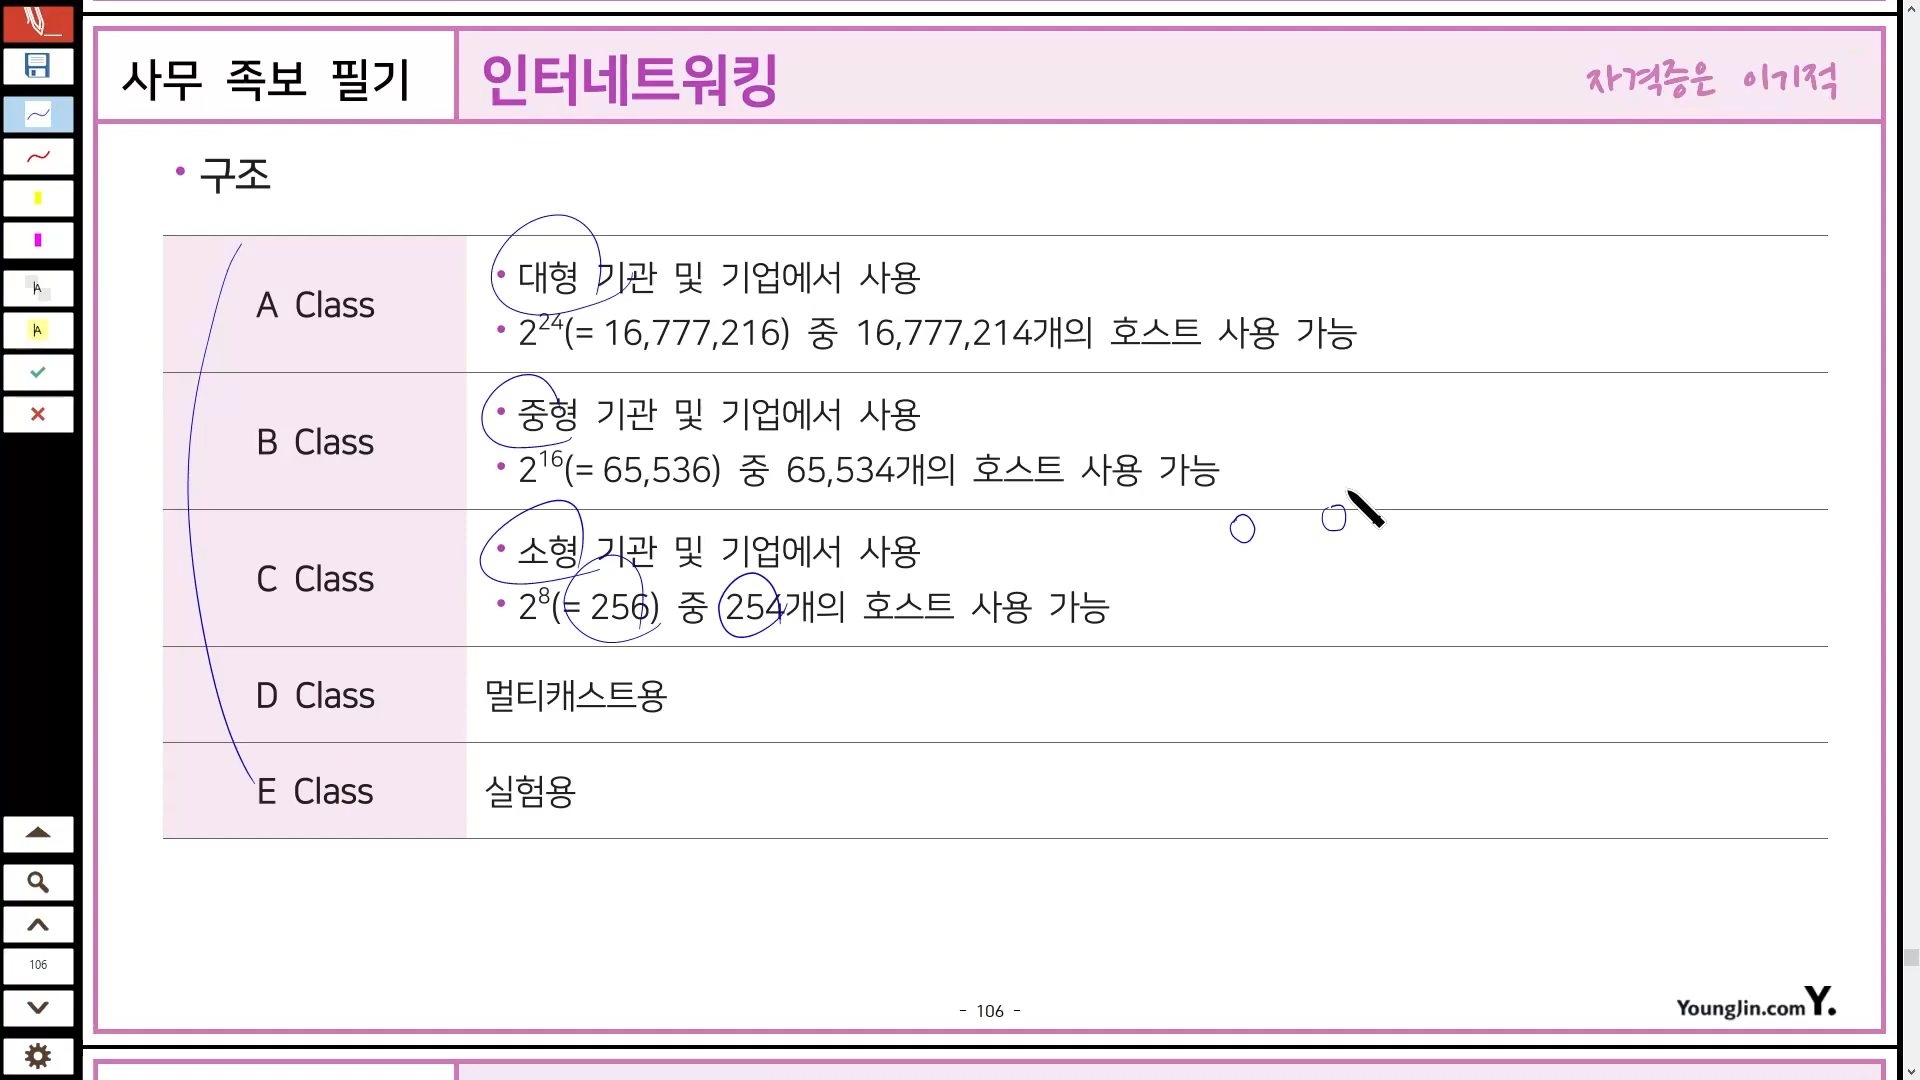 사무 족보 필기
인터네트워킹
자격증은 이기적
• 구조
A Class
• 대형 기관 및 기업에서 사용
• 2²⁴(= 16,777,216) 중 16,777,214개의 호스트 사용 가능
B Class
• 중형 기관 및 기업에서 사용
• 2¹⁶(= 65,536) 중 65,534개의 호스트 사용 가능
C Class
• 소형 기관 및 기업에서 사용
• 2⁸(= 256) 중 254개의 호스트 사용 가능
D Class
멀티캐스트용
E Class
실험용
- 106 -
YoungJin.com Y.
A
A
106